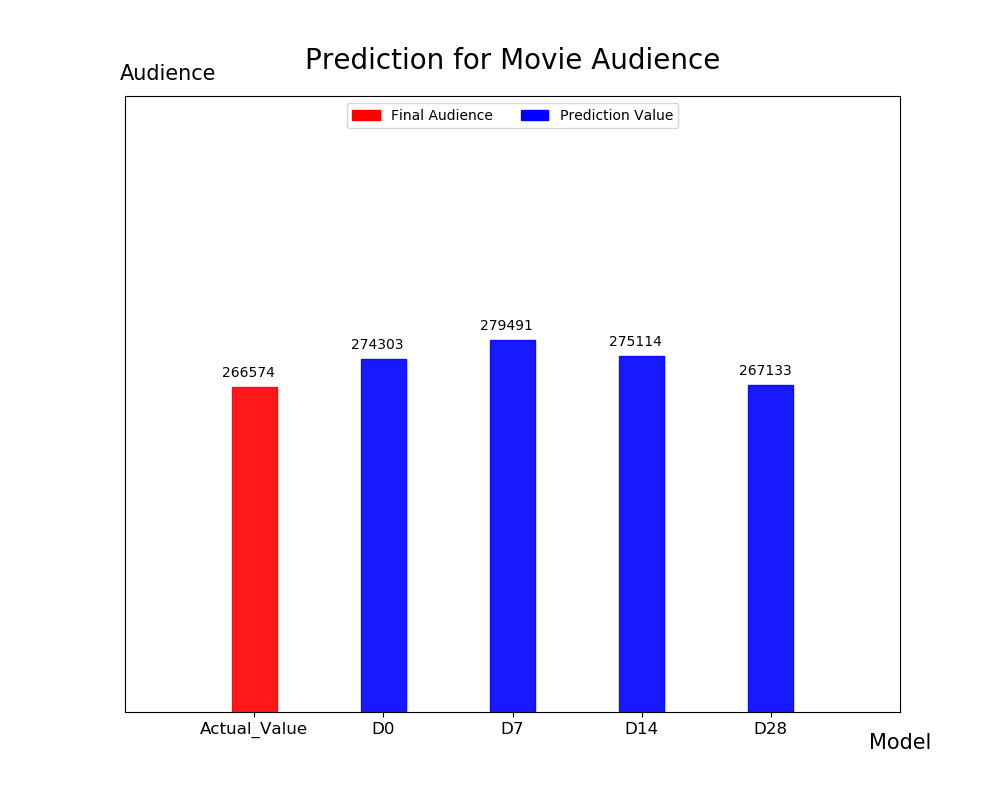 Prediction for Movie Audience
Audience
Final Audience
Prediction Value
266574
274303
279491
275114
267133
Actual_Value
D0
D7
D14
D28
Model